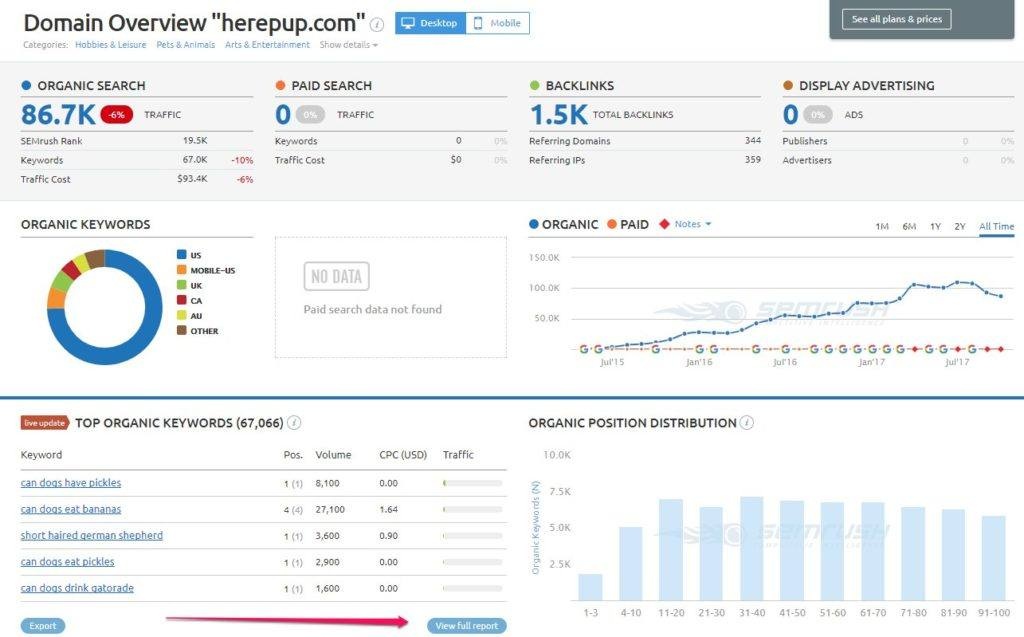 Domain Overview "herepup.com" i
Desktop Mobile
See all plans & prices
Categories: Hobbies & Leisure Pets & Animals Arts & Entertainment Show details
ORGANIC SEARCH
86.7K -6% TRAFFIC
SEMrush Rank 19.5K
Keywords 67.0K -10%
Traffic Cost $93.4K -6%
PAID SEARCH
0 0% TRAFFIC
Keywords 0 0%
Traffic Cost $0 0%
BACKLINKS
1.5K TOTAL BACKLINKS
Referring Domains 344
Referring IPs 359
DISPLAY ADVERTISING
0 0% ADS
Publishers 0 0%
Advertisers 0 0%
ORGANIC KEYWORDS
US
MOBILE-US
UK
CA
AU
OTHER
NO DATA
Paid search data not found
ORGANIC PAID Notes
1M 6M 1Y 2Y All Time
150.0K
100.0K
50.0K
SEMRUSH
Jul'15 Jan'16 Jul'16 Jan'17 Jul'17
live update TOP ORGANIC KEYWORDS (67,066) i
Keyword Pos. Volume CPC (USD) Traffic
can dogs have pickles 1 (1) 8,100 0.00
can dogs eat bananas 4 (4) 27,100 1.64
short haired german shepherd 1 (1) 3,600 0.90
can dogs eat pickles 1 (1) 2,900 0.00
can dogs drink gatorade 1 (1) 1,600 0.00
Export View full report
ORGANIC POSITION DISTRIBUTION i
Organic Keywords (N)
10.0K
7.5K
5.0K
2.5K
SEMRUSH
1-3 4-10 11-20 21-30 31-40 41-50 51-60 61-70 71-80 81-90 91-100